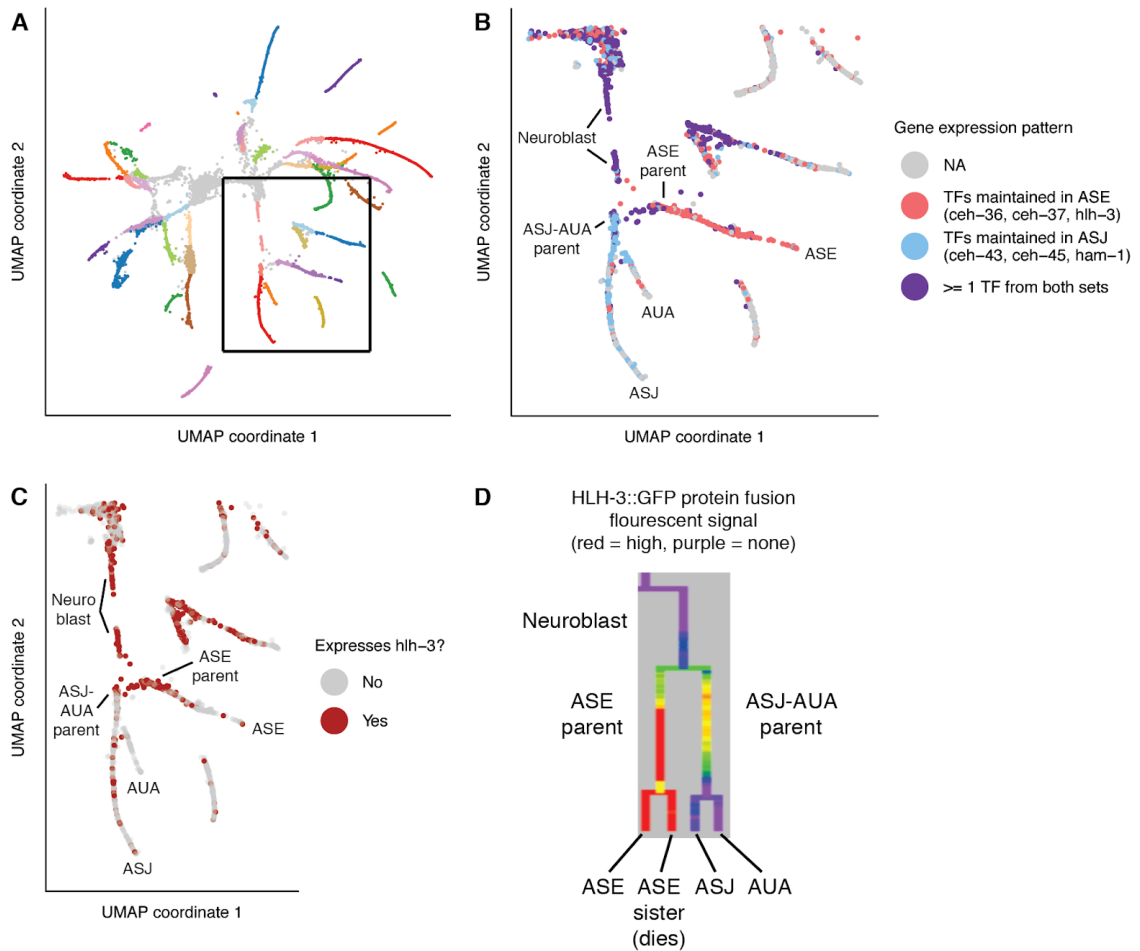 A
UMAP coordinate 2
UMAP coordinate 1
B
Neuroblast
ASE
parent
ASJ-AUA
parent
ASE
AUA
ASJ
UMAP coordinate 2
UMAP coordinate 1
Gene expression pattern
NA
TFs maintained in ASE
(ceh-36, ceh-37, hlh-3)
TFs maintained in ASJ
(ceh-43, ceh-45, ham-1)
>= 1 TF from both sets
C
Neuro
blast
ASE
parent
ASJ-
AUA
parent
ASE
AUA
ASJ
UMAP coordinate 2
UMAP coordinate 1
Expresses hlh-3?
No
Yes
D
HLH-3::GFP protein fusion
flourescent signal
(red = high, purple = none)
Neuroblast
ASE
parent
ASJ-AUA
parent
ASE
ASE
sister
(dies)
ASJ
AUA